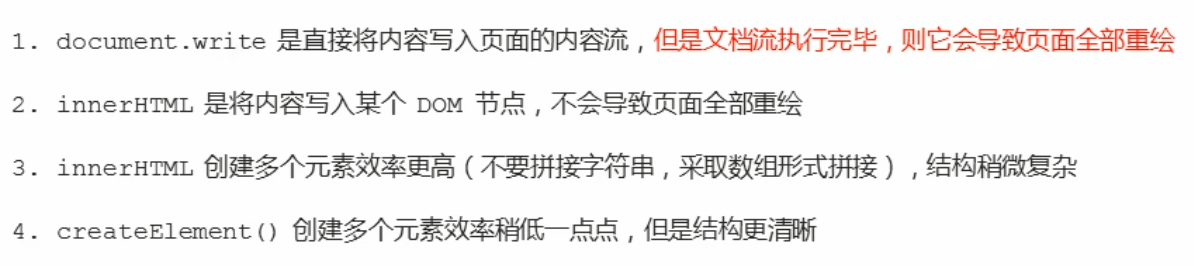 1. document.write 是直接将内容写入页面的内容流，但是文档流执行完毕，则它会导致页面全部重绘
2. innerHTML 是将内容写入某个 DOM 节点，不会导致页面全部重绘
3. innerHTML 创建多个元素效率更高（不要拼接字符串，采取数组形式拼接），结构稍微复杂
4. createElement() 创建多个元素效率稍低一点点，但是结构更清晰